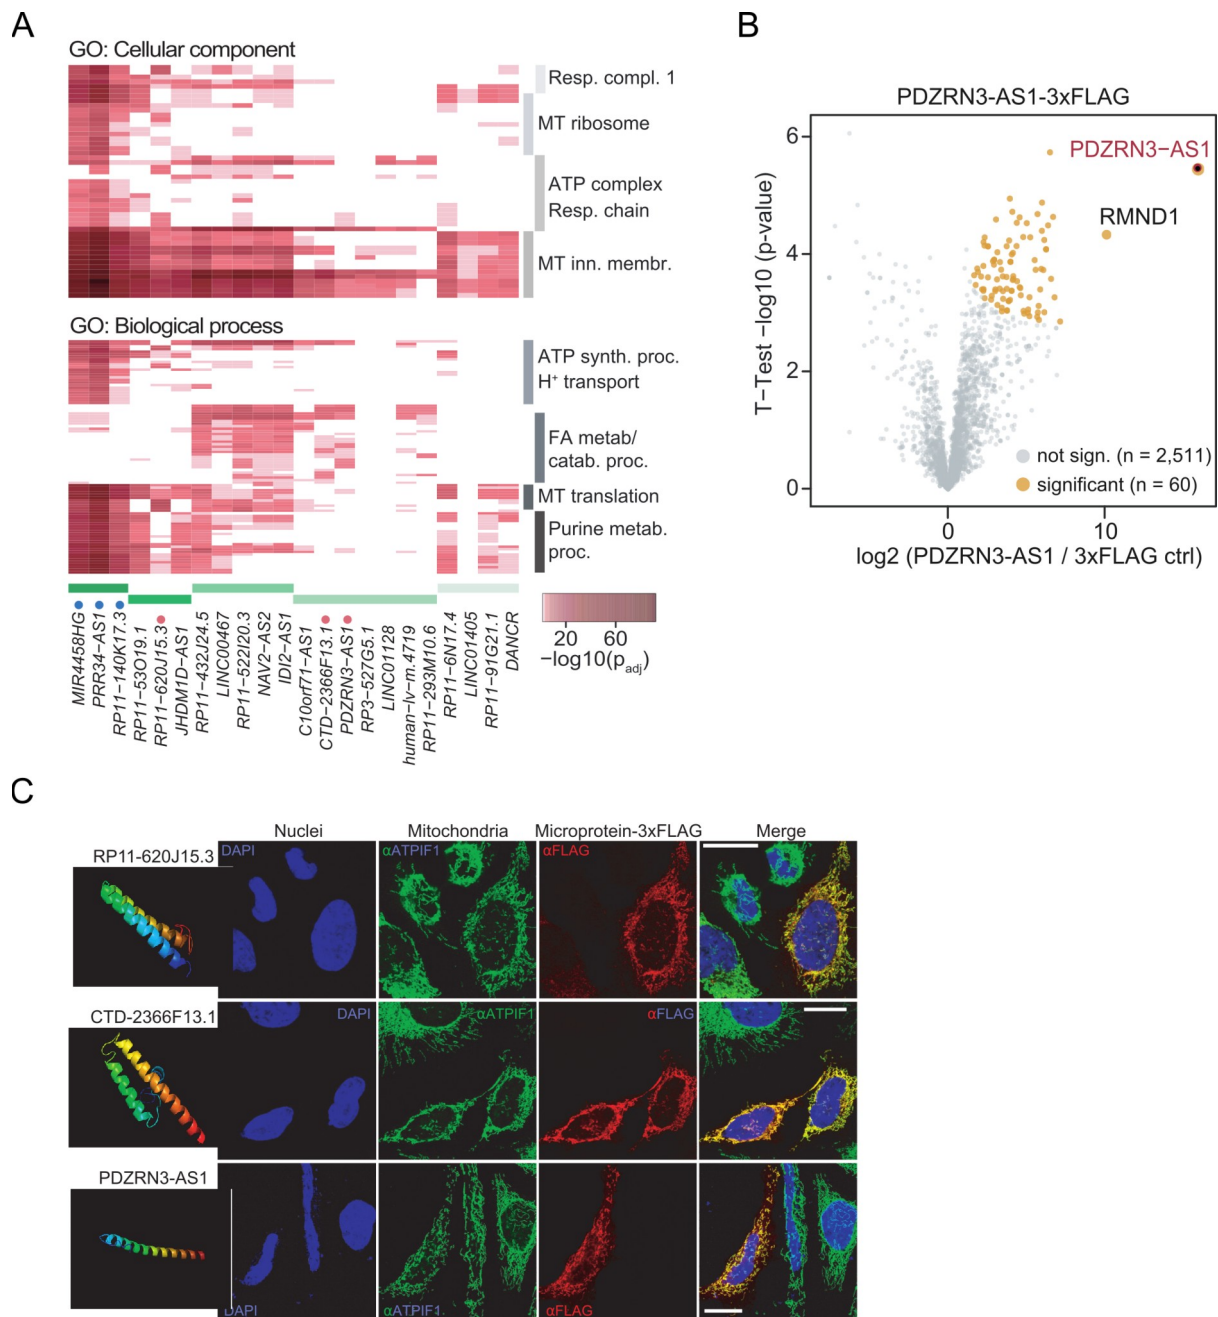 A
GO: Cellular component
Resp. compl. 1
MT ribosome
ATP complex
Resp. chain
MT inn. membr.
GO: Biological process
ATP synth. proc.
H⁺ transport
FA metab/
catab. proc.
MT translation
Purine metab.
proc.
MIR4458HG
PRR34-AS1
RP11-140K17.3
RP11-53O19.1
RP11-620J15.3
JHDM1D-AS1
RP11-432J24.5
LINC00467
RP11-522I20.3
NAV2-AS2
IDI2-AS1
C10orf71-AS1
CTD-2366F13.1
PDZRN3-AS1
RP3-527G5.1
LINC01128
human-lv-m.4719
RP11-293M10.6
RP11-6N17.4
LINC01405
RP11-91G21.1
DANCR
20 60
−log10(p_adj)
B
PDZRN3-AS1-3xFLAG
6
4
2
0
T−Test −log10 (p-value)
PDZRN3−AS1
RMND1
not sign. (n = 2,511)
significant (n = 60)
0 10
log2 (PDZRN3-AS1 / 3xFLAG ctrl)
C
Nuclei Mitochondria Microprotein-3xFLAG Merge
RP11-620J15.3
DAPI αATPIF1 αFLAG
CTD-2366F13.1
DAPI αATPIF1 αFLAG
PDZRN3-AS1
DAPI αATPIF1 αFLAG